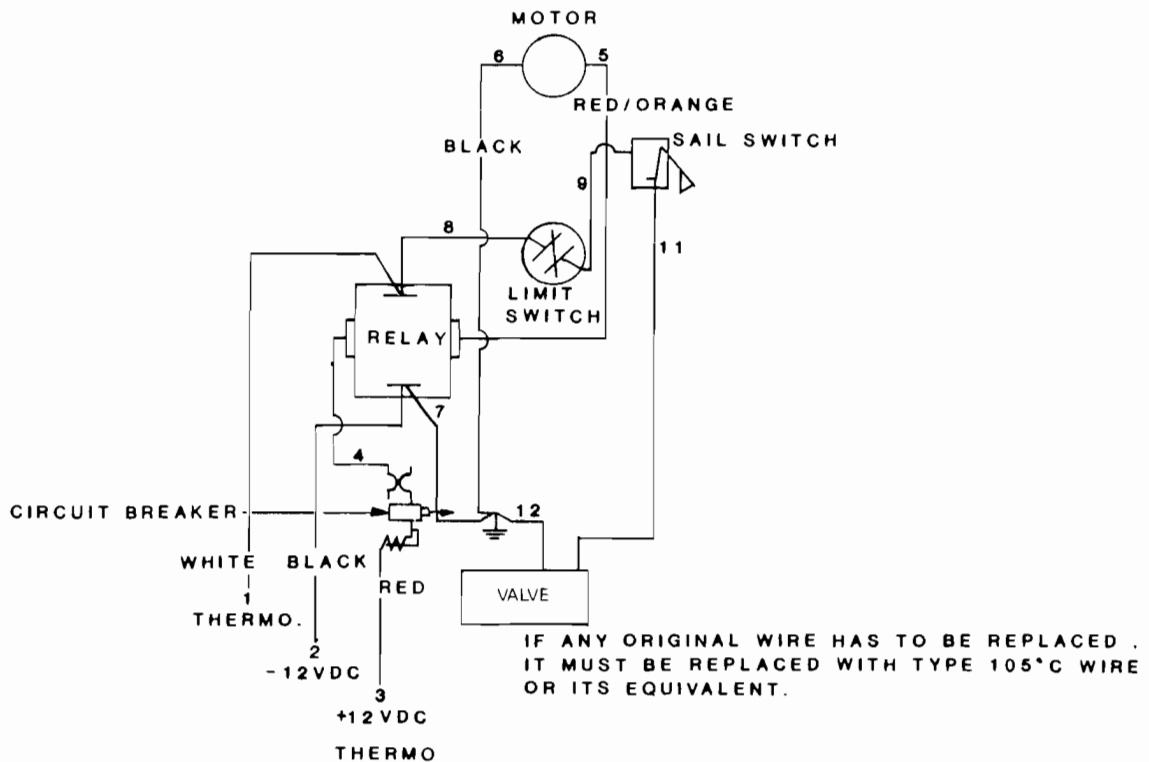 MOTOR
6
5
RED/ORANGE
BLACK
SAIL SWITCH
9
8
11
LIMIT
SWITCH
RELAY
7
4
CIRCUIT BREAKER
12
WHITE
BLACK
RED
VALVE
1
THERMO.
2
-12VDC
3
+12VDC
THERMO
IF ANY ORIGINAL WIRE HAS TO BE REPLACED .
IT MUST BE REPLACED WITH TYPE 105°C WIRE
OR ITS EQUIVALENT.